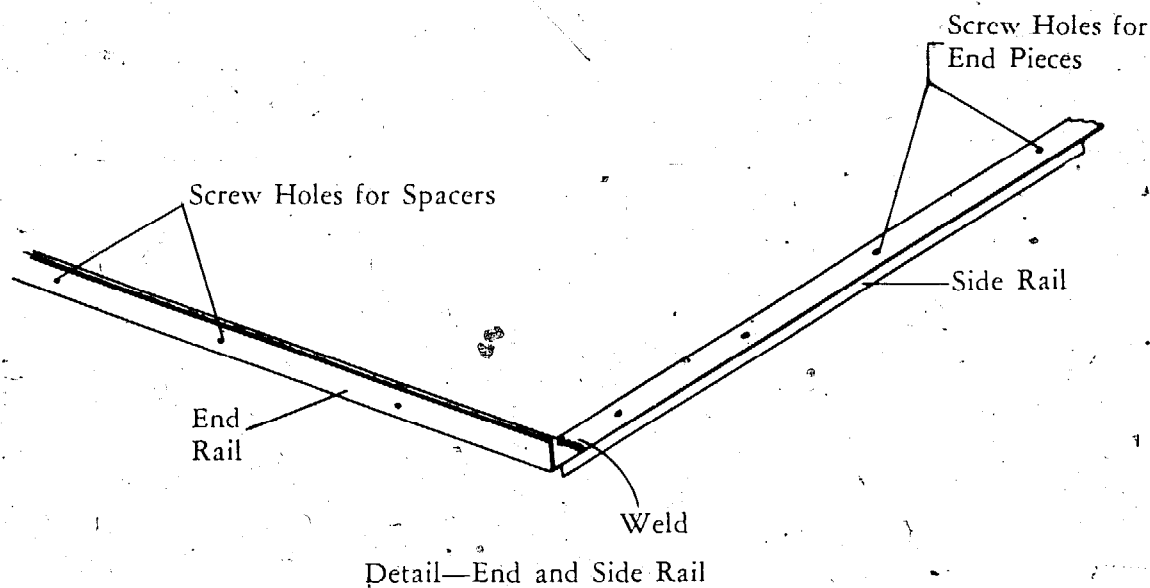 Screw Holes for
End Pieces
Screw Holes for Spacers
Side Rail
End
Rail
Weld
Detail—End and Side Rail